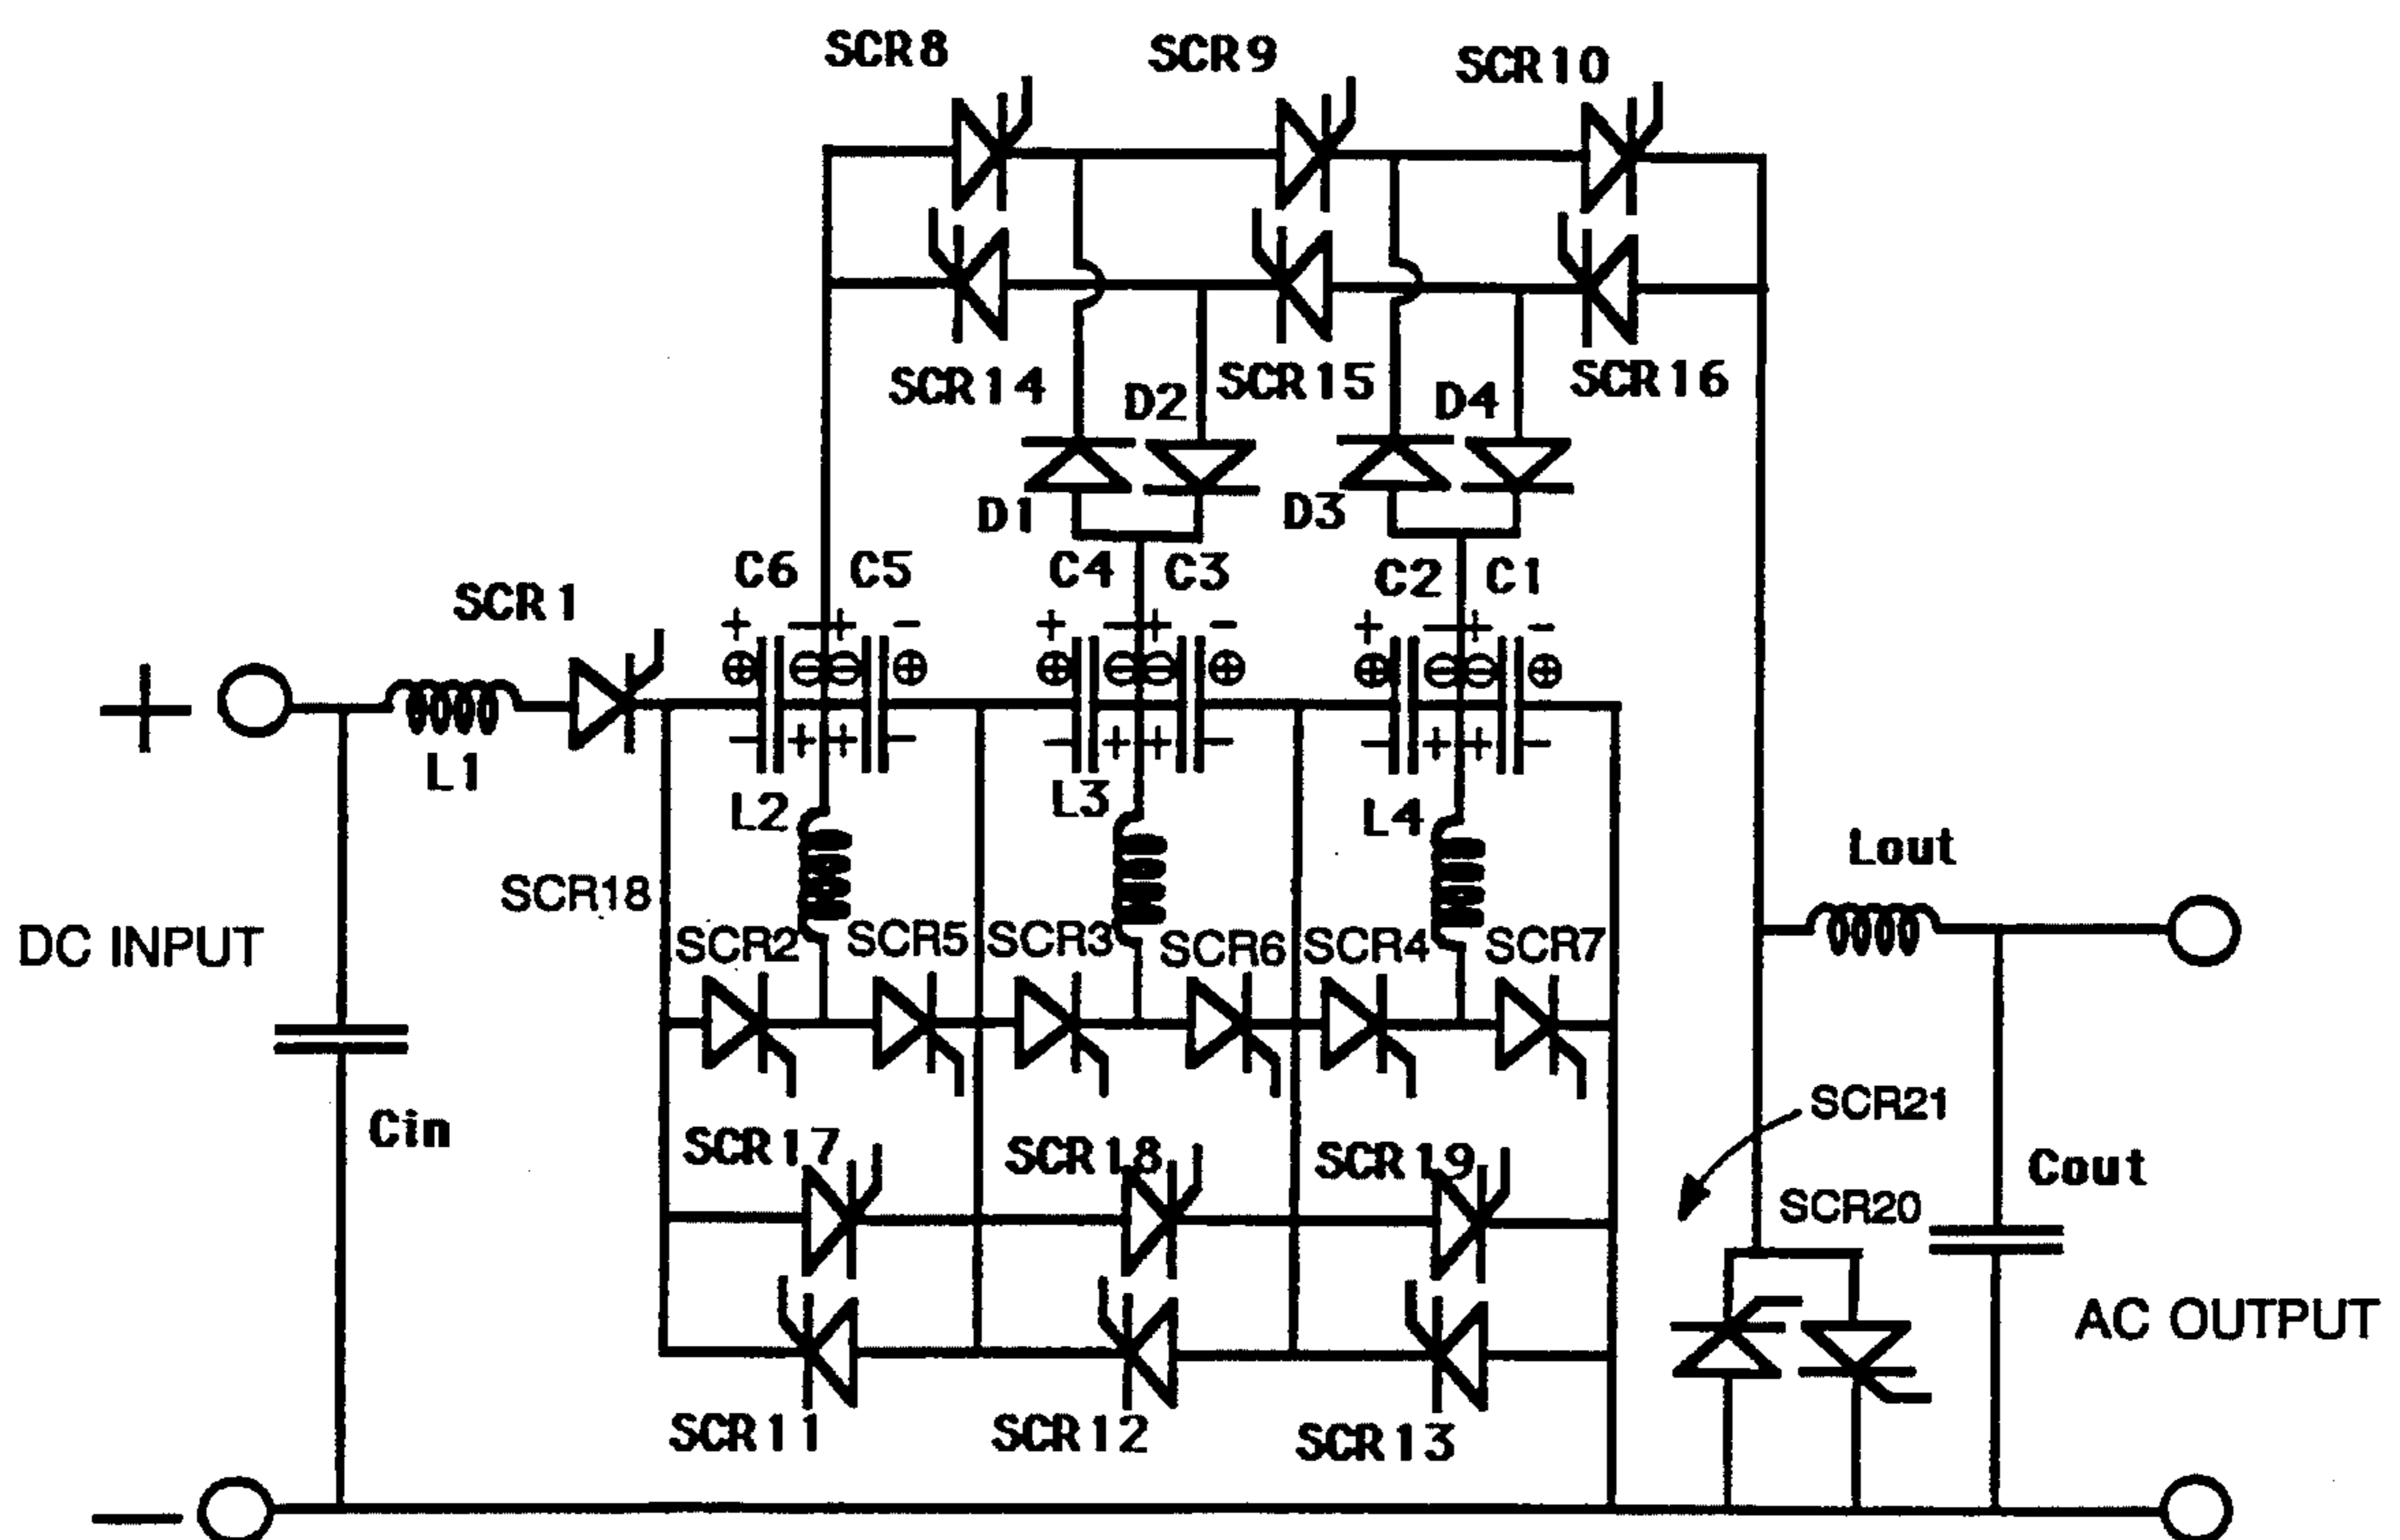 SCR8 SCR9 SCR10
SCR14 D2 SCR15 D4 SCR16
D1 D3
C6 C5 C4 C3 C2 C1
SCR1
+ - + - + - + - + - + -
+ L1
- + + - - + + - - + + -
L2 L3 L4
Lout
SCR18
DC INPUT
SCR2 SCR5 SCR3 SCR6 SCR4 SCR7
SCR21
Cin
SCR17 SCR18 SCR19
Cout
SCR20
AC OUTPUT
SCR11 SCR12 SCR13
-